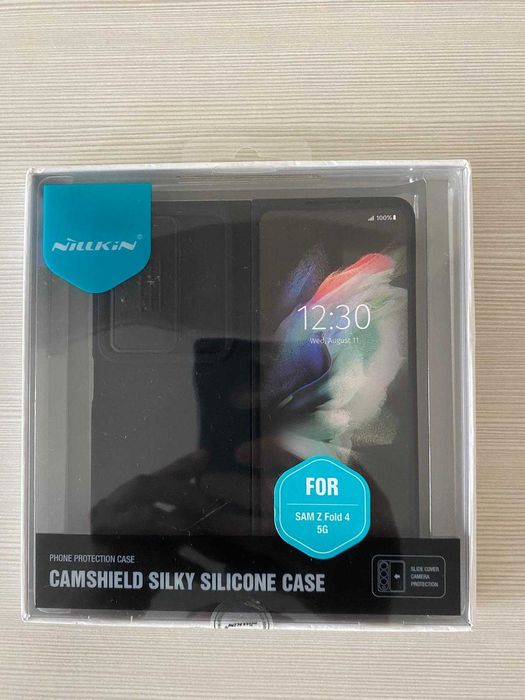 NILLKIN®
100%
12:30
Wed, August 11
FOR
SAM Z Fold 4
5G
PHONE PROTECTION CASE
CAMSHIELD SILKY SILICONE CASE
SLIDE COVER
CAMERA
PROTECTION
NILLKIN